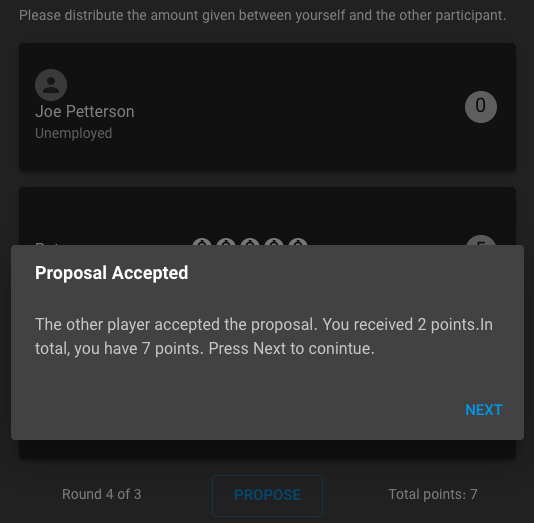 Please distribute the amount given between yourself and the other participant.
Joe Petterson
0
Unemployed
Proposal Accepted
The other player accepted the proposal. You received 2 points.In
total, you have 7 points. Press Next to conintue.
NEXT
Round 4 of 3
PROPOSE
Total points: 7